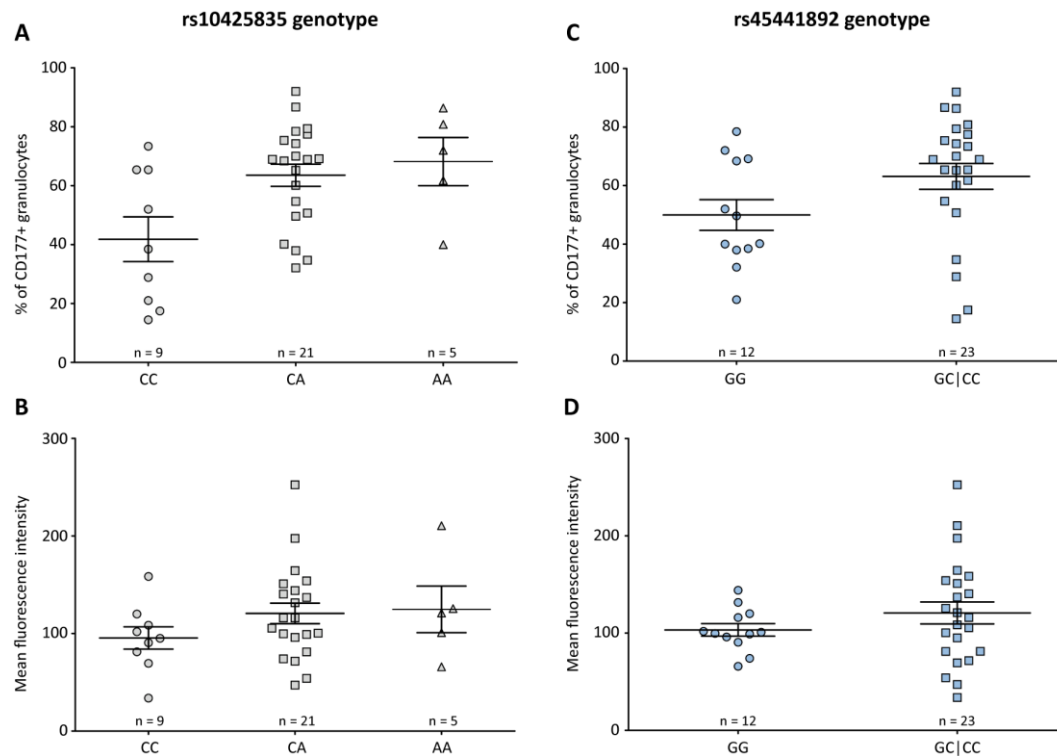 rs10425835 genotype
A
% of CD177+ granulocytes
100
80
60
40
20
0
n = 9
n = 21
n = 5
CC
CA
AA
B
Mean fluorescence intensity
300
200
100
0
n = 9
n = 21
n = 5
CC
CA
AA
rs45441892 genotype
C
% of CD177+ granulocytes
100
80
60
40
20
0
n = 12
n = 23
GG
GC|CC
D
Mean fluorescence intensity
300
200
100
0
n = 12
n = 23
GG
GC|CC